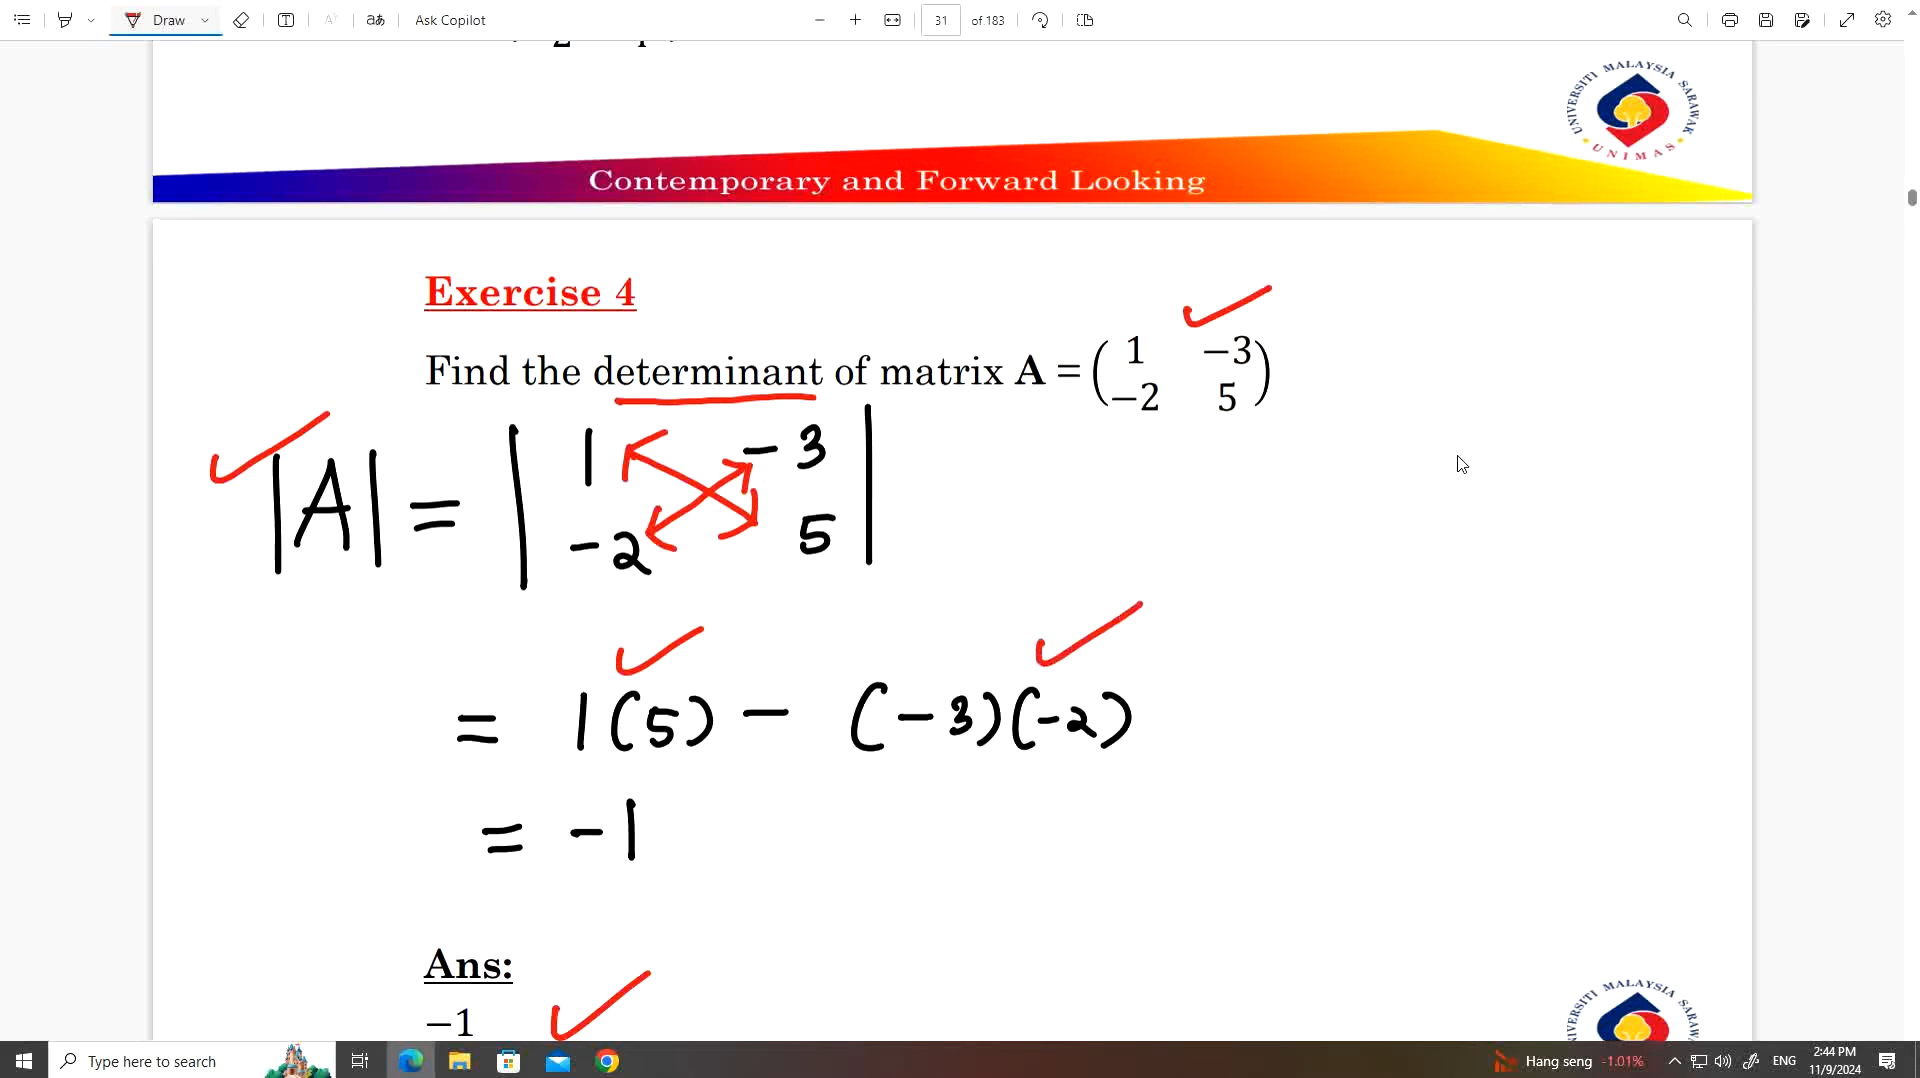 Draw
aあ
Ask Copilot
31 of 183
UNIVERSITI MALAYSIA SARAWAK
UNIMAS
Contemporary and Forward Looking
Exercise 4
Find the determinant of matrix A = (1 −3
−2 5)
|A| = | 1 -3
-2 5 |
= 1(5) - (-3)(-2)
= -1
Ans:
−1
Type here to search
Hang seng -1.01%
ENG
2:44 PM
11/9/2024